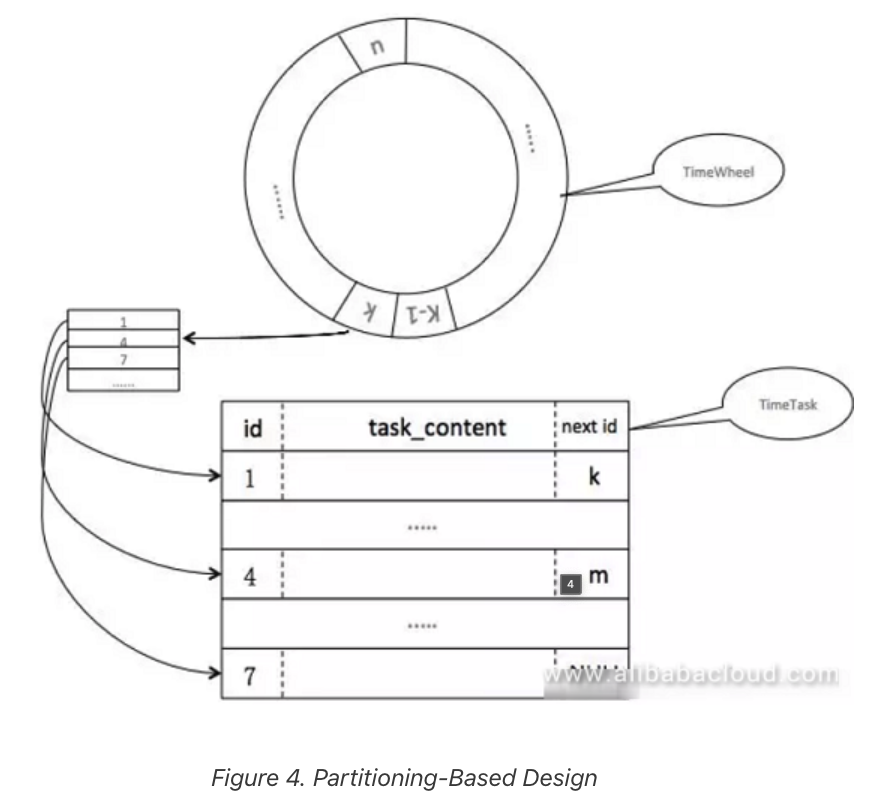 n
.....
......
TimeWheel
k
K-1
1
4
7
......
TimeTask
id task_content next id
1 k
.....
4 4 m
.....
7 NULL
www.alibabacloud.com
Figure 4. Partitioning-Based Design